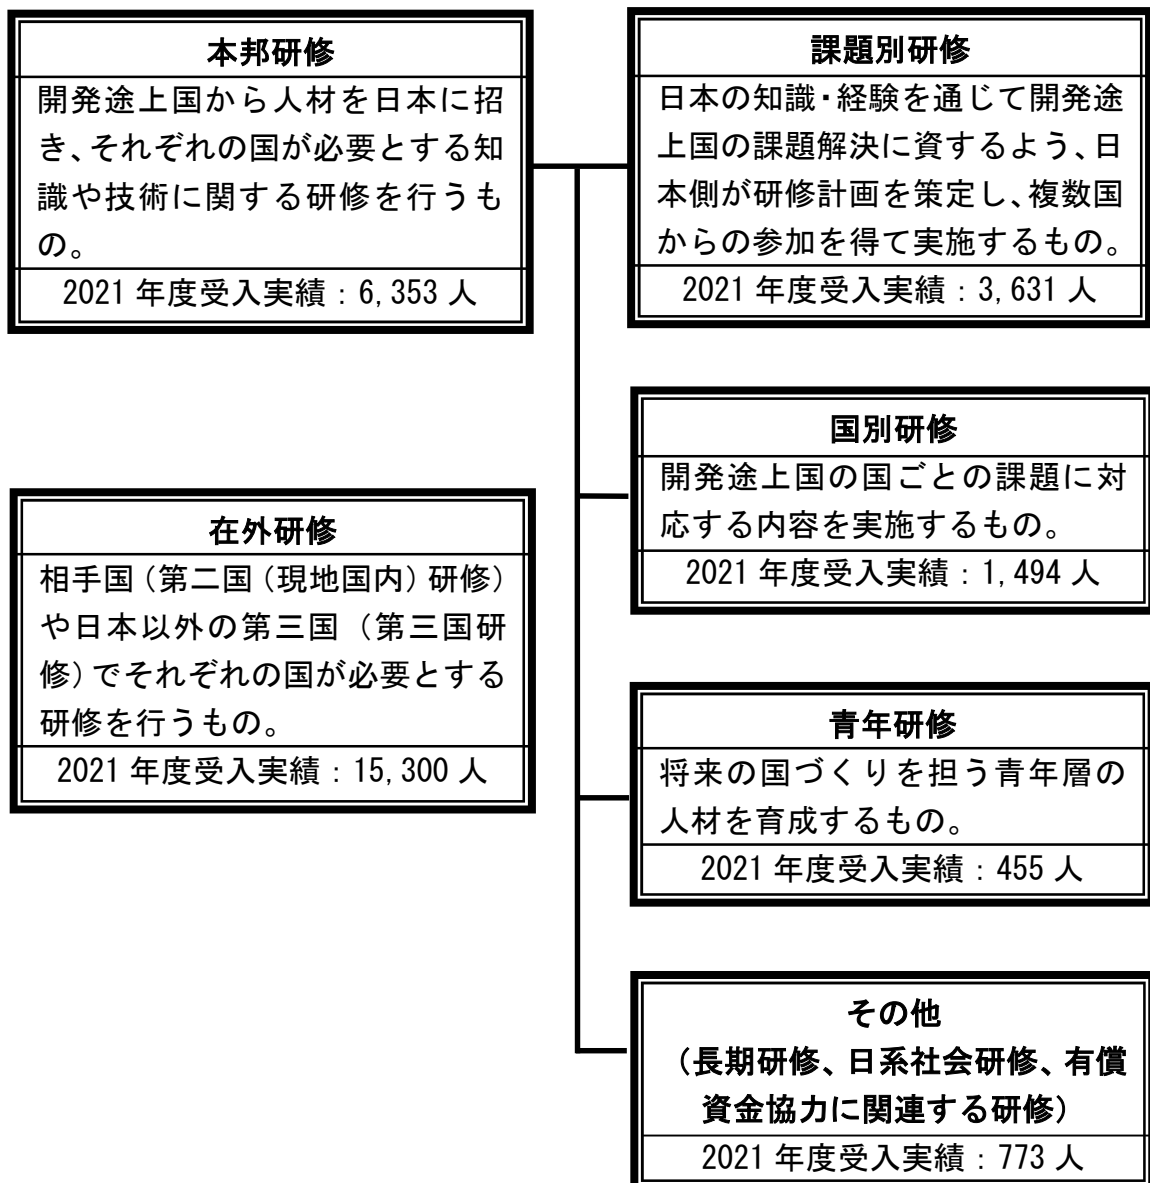 本邦研修
開発途上国から人材を日本に招
き、それぞれの国が必要とする知
識や技術に関する研修を行うも
の。
2021 年度受入実績：6,353 人
課題別研修
日本の知識・経験を通じて開発途
上国の課題解決に資するよう、日
本側が研修計画を策定し、複数国
からの参加を得て実施するもの。
2021 年度受入実績：3,631 人
国別研修
開発途上国の国ごとの課題に対
応する内容を実施するもの。
2021 年度受入実績：1,494 人
在外研修
相手国（第二国（現地国内）研修）
や日本以外の第三国（第三国研
修）でそれぞれの国が必要とする
研修を行うもの。
2021 年度受入実績：15,300 人
青年研修
将来の国づくりを担う青年層の
人材を育成するもの。
2021 年度受入実績：455 人
その他
（長期研修、日系社会研修、有償
資金協力に関連する研修）
2021 年度受入実績：773 人